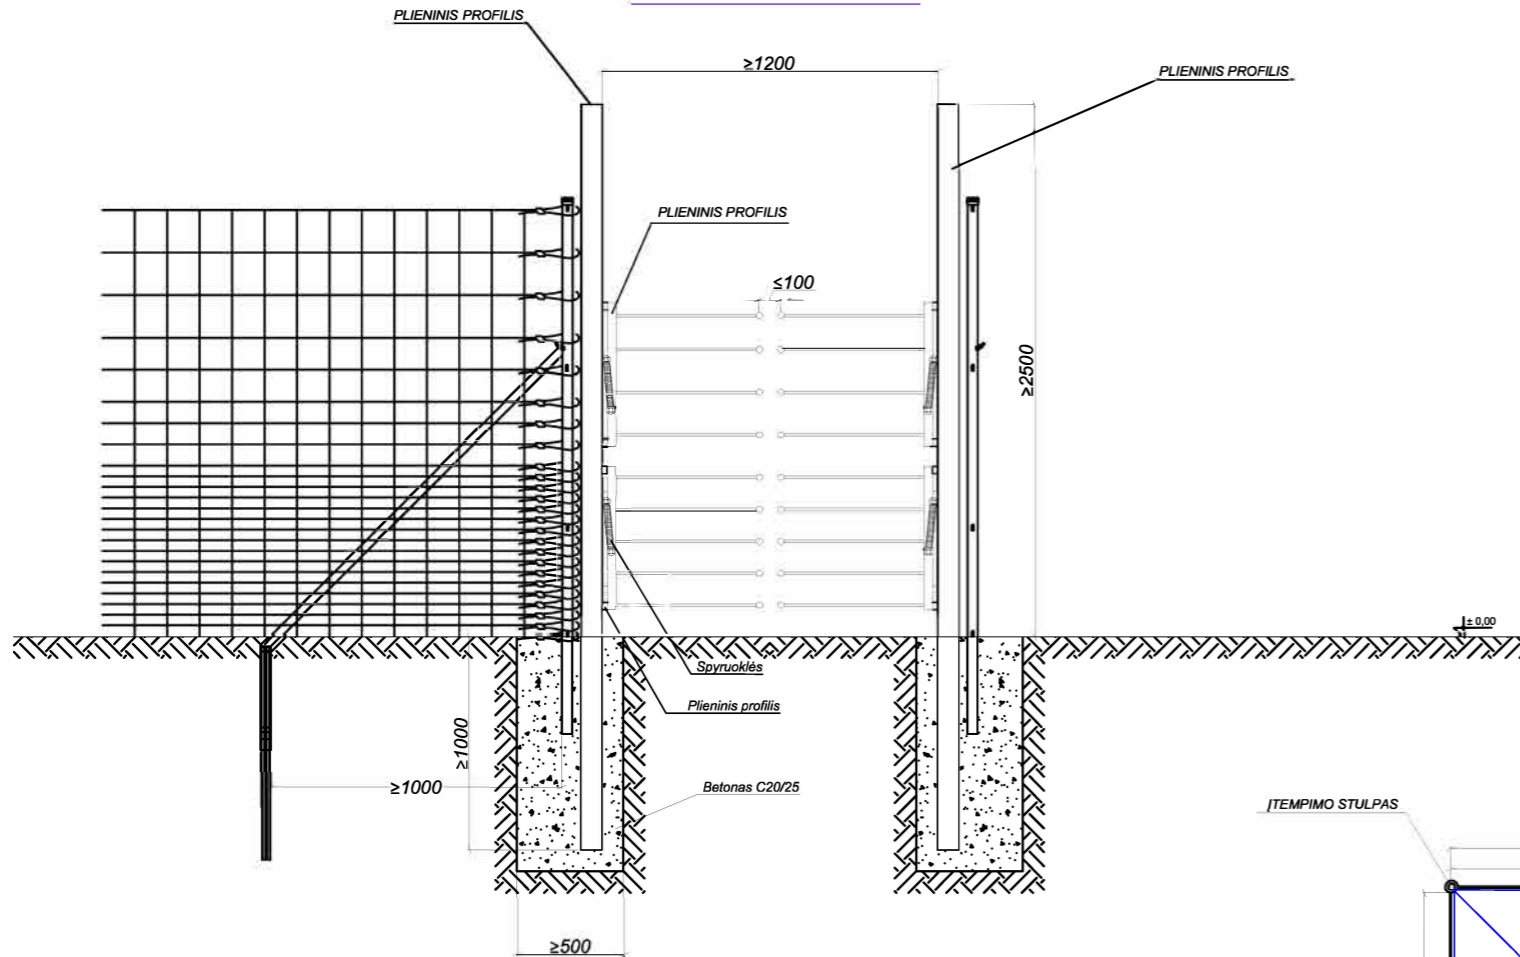 PLIENINIS PROFILIS
≥1200
PLIENINIS PROFILIS
PLIENINIS PROFILIS
≤100
≥2500
± 0,00
Spyruoklės
Plieninis profilis
≥1000
≥1000
Betonas C20/25
ĮTEMPIMO STULPAS
≥500